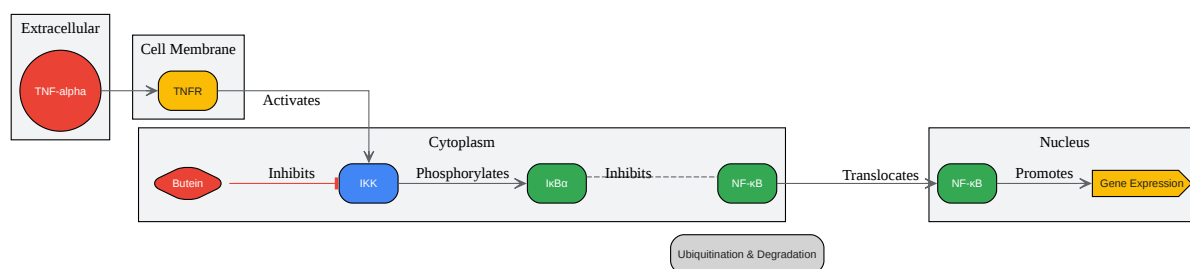 Extracellular
TNF-alpha
Cell Membrane
TNFR
Activates
Cytoplasm
Butein
Inhibits
IKK
Phosphorylates
IκBα
Inhibits
NF-κB
Translocates
Nucleus
NF-κB
Promotes
Gene Expression
Ubiquitination & Degradation